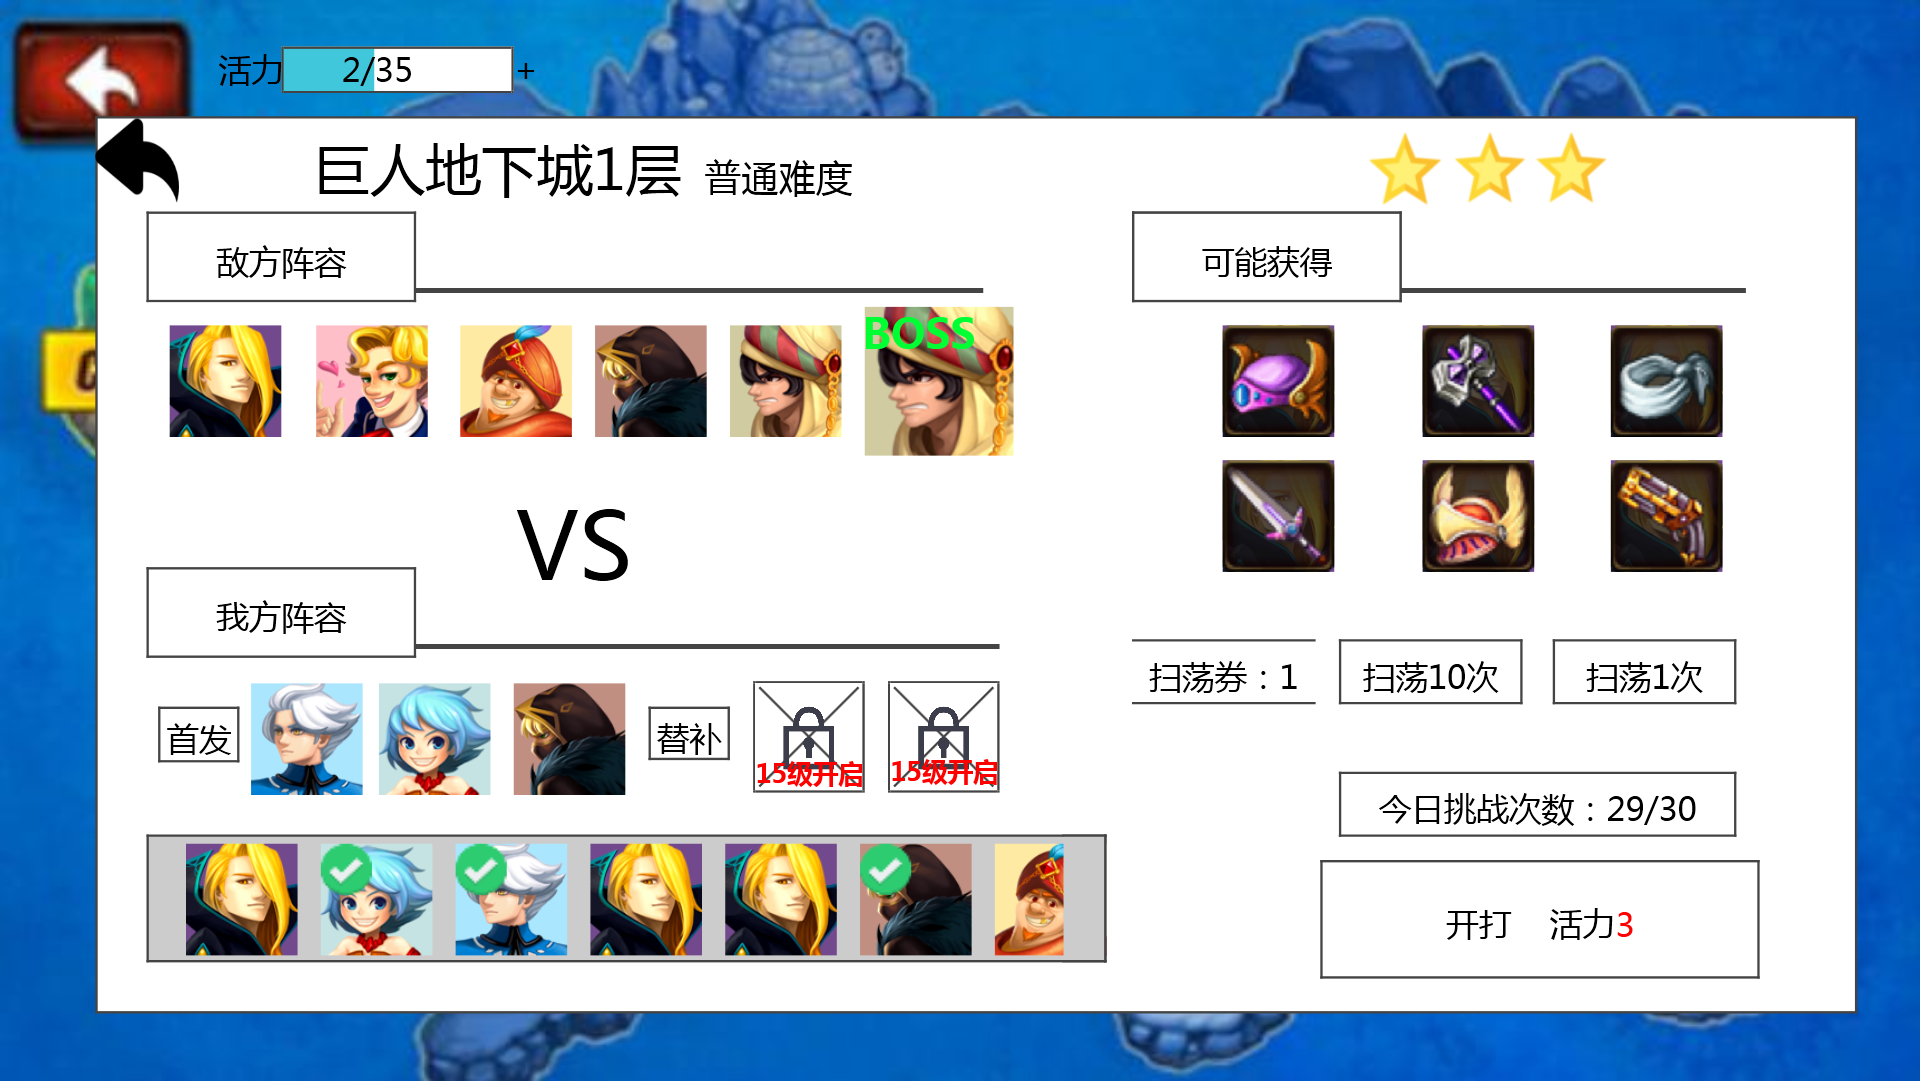 活力 2/35 +
巨人地下城1层 普通难度
敌方阵容
可能获得
BOSS
VS
我方阵容
扫荡券：1
扫荡10次
扫荡1次
首发
替补
15级开启
15级开启
今日挑战次数：29/30
开打 活力3